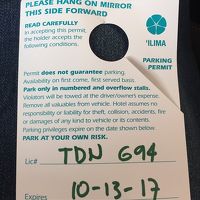 PLEASE HANG ON MIRROR
THIS SIDE FORWARD
READ CAREFULLY
In accepting this permit,
the holder accepts the
following conditions.
'ILIMA
PARKING
PERMIT
Permit does not guarantee parking.
Availability on first come, first served basis.
Park only in numbered and overflow stalls.
Violators will be towed at the driver/owners expense.
Remove all valuables from vehicle. Hotel assumes no
responsibility or liability for theft, collision, accidents, fire
or damages of any kind to vehicle or its contents.
Parking privileges expire on the date shown below.
PARK AT YOUR OWN RISK.
Lic# TDN 694
Expires 10-13-17